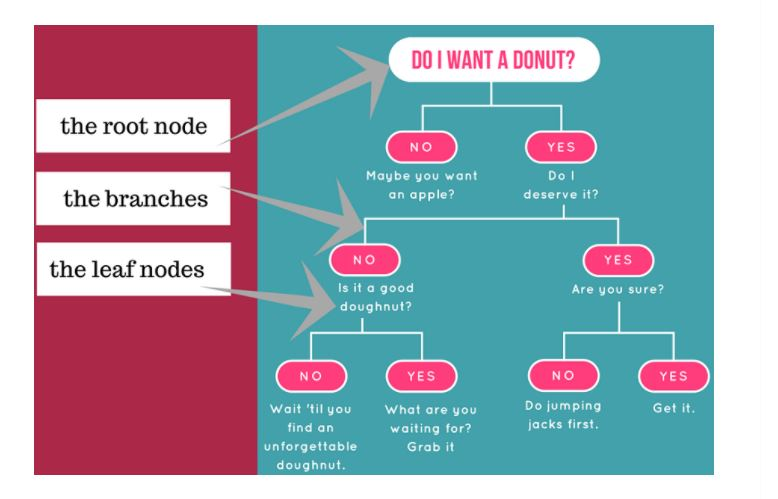 DO I WANT A DONUT?
the root node
NO
YES
Maybe you want
an apple?
Do I
deserve it?
the branches
NO
YES
the leaf nodes
Is it a good
doughnut?
Are you sure?
NO
YES
NO
YES
Wait 'til you
find an
unforgettable
doughnut.
What are you
waiting for?
Grab it
Do jumping
jacks first.
Get it.